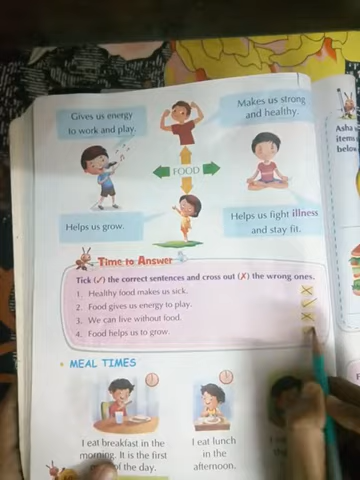 Gives us energy
to work and play.
Makes us strong
and healthy.
FOOD
Helps us grow.
Helps us fight illness
and stay fit.
Time to Answer
Tick (✓) the correct sentences and cross out (✗) the wrong ones.
1. Healthy food makes us sick.
2. Food gives us energy to play.
3. We can live without food.
4. Food helps us to grow.
MEAL TIMES
I eat breakfast in the
morning. It is the first
of the day.
I eat lunch
in the
afternoon.
Asha
items
below